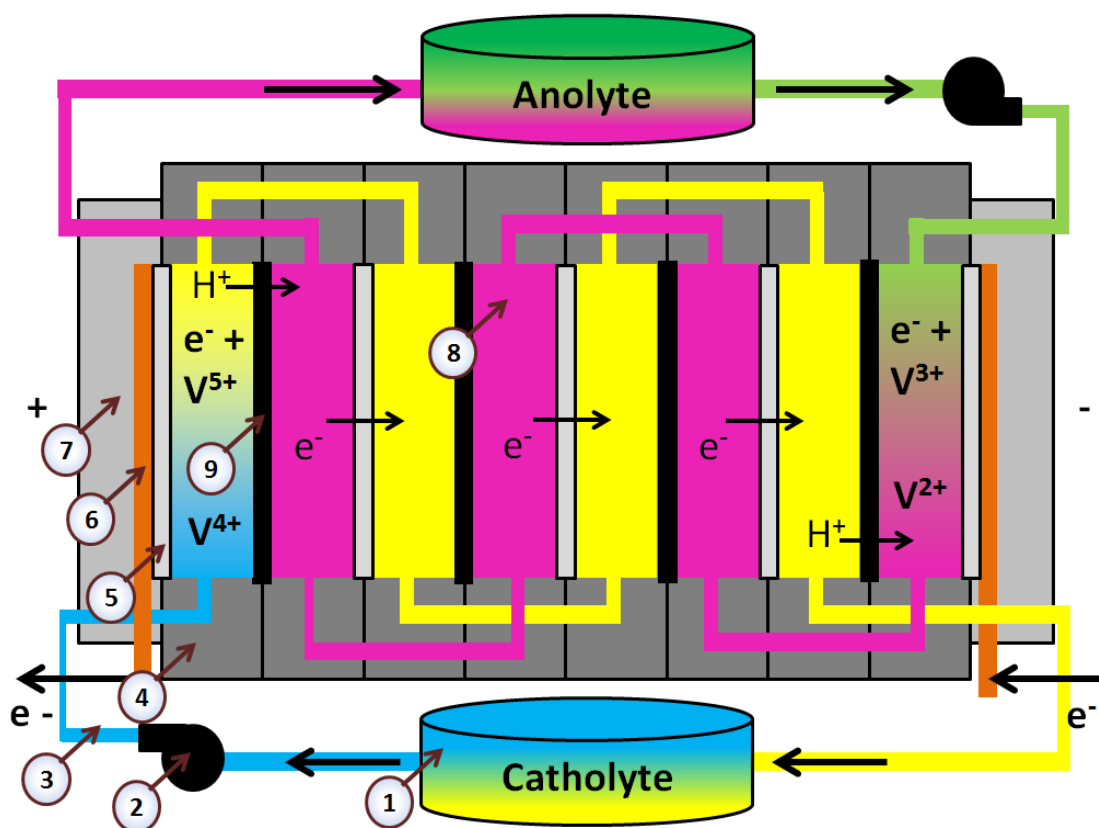 Anolyte
H⁺
e⁻ +
V⁵⁺
V⁴⁺
e⁻
e⁻
e⁻
e⁻ +
V³⁺
V²⁺
H⁺
+
-
8
9
7
6
5
4
e -
e⁻
3
2
1
Catholyte